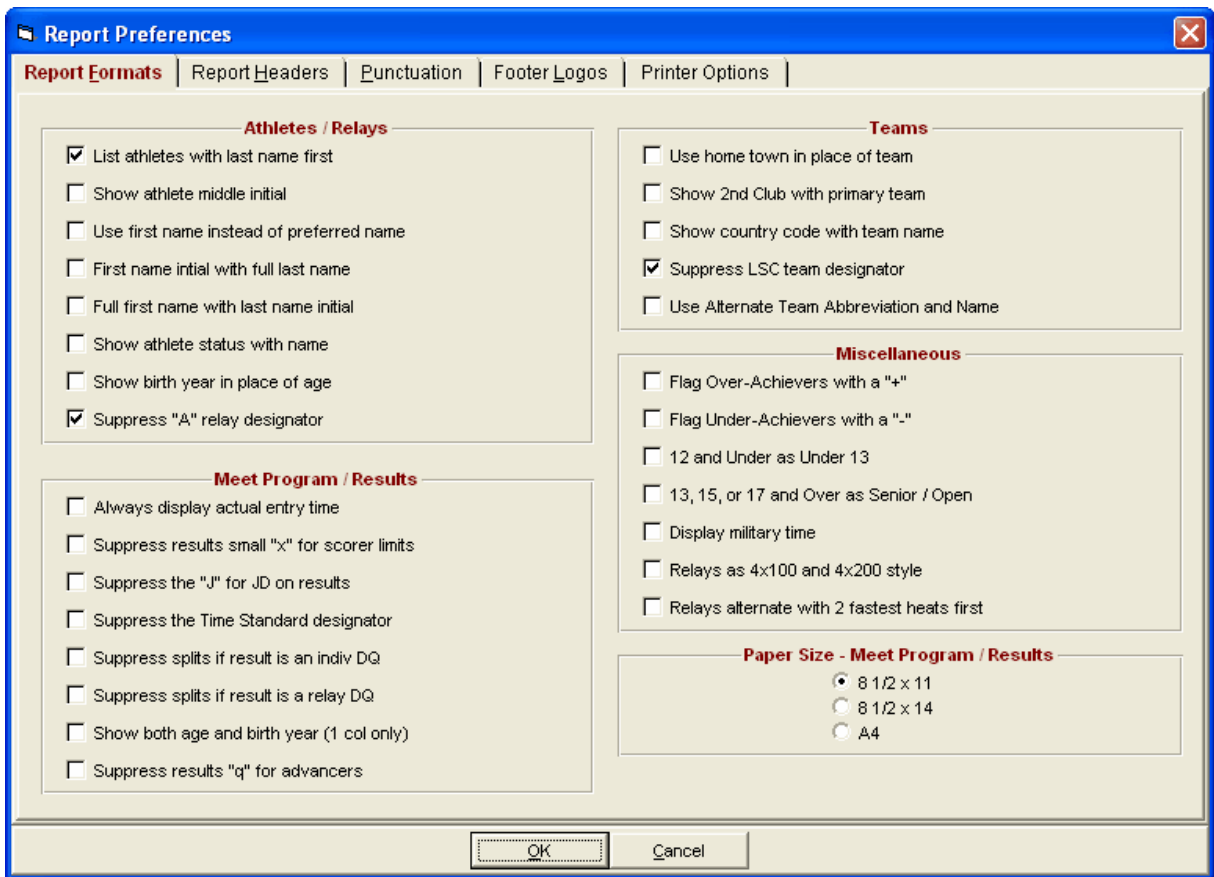 Report Preferences
Report Formats
Report Headers
Punctuation
Footer Logos
Printer Options
Athletes / Relays
List athletes with last name first
Show athlete middle initial
Use first name instead of preferred name
First name intial with full last name
Full first name with last name initial
Show athlete status with name
Show birth year in place of age
Suppress "A" relay designator
Meet Program / Results
Always display actual entry time
Suppress results small "x" for scorer limits
Suppress the "J" for JD on results
Suppress the Time Standard designator
Suppress splits if result is an indiv DQ
Suppress splits if result is a relay DQ
Show both age and birth year (1 col only)
Suppress results "q" for advancers
Teams
Use home town in place of team
Show 2nd Club with primary team
Show country code with team name
Suppress LSC team designator
Use Alternate Team Abbreviation and Name
Miscellaneous
Flag Over-Achievers with a "+"
Flag Under-Achievers with a "-"
12 and Under as Under 13
13, 15, or 17 and Over as Senior / Open
Display military time
Relays as 4x100 and 4x200 style
Relays alternate with 2 fastest heats first
Paper Size - Meet Program / Results
8 1/2 x 11
8 1/2 x 14
A4
OK
Cancel